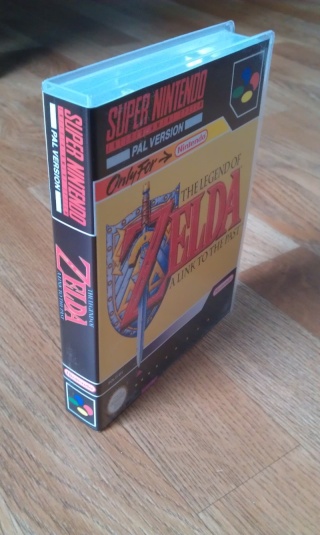 SUPER NINTENDO
PAL VERSION
Only For
Nintendo
THE LEGEND OF
ZELDA
A LINK TO THE PAST
SUPER NINTENDO
PAL VERSION
THE LEGEND OF
ZELDA
A LINK TO THE PAST